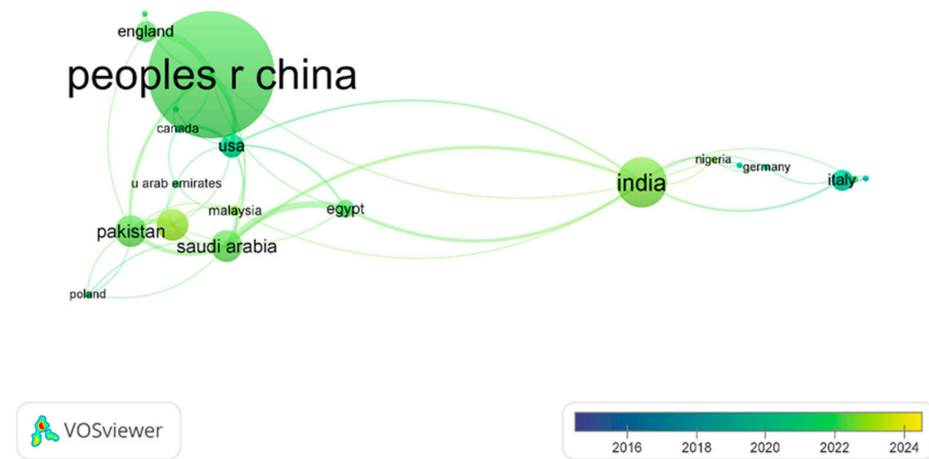 england
peoples r china
canada
usa
u arab emirates
malaysia
egypt
pakistan
saudi arabia
poland
india
nigeria
germany
italy
VOSviewer
2016 2018 2020 2022 2024